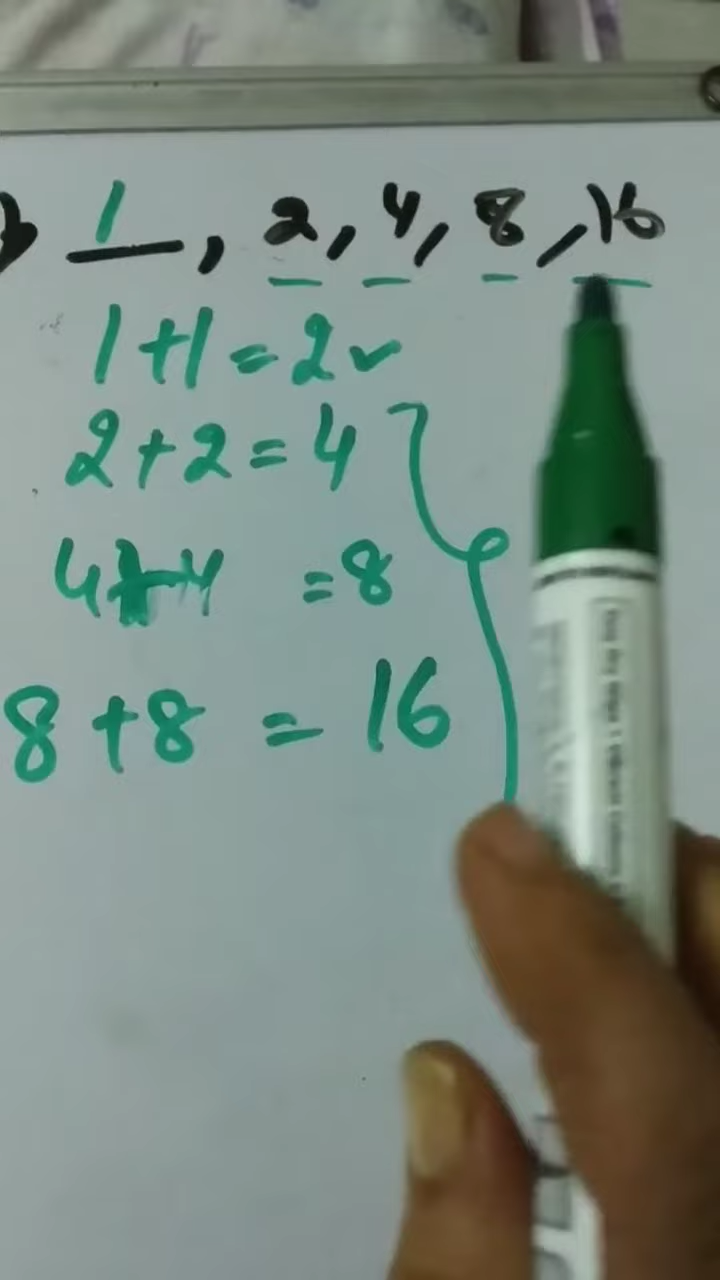 ) 1, 2, 4, 8, 16
1+1=2✓
2+2=4
4+4 =8
8+8 = 16